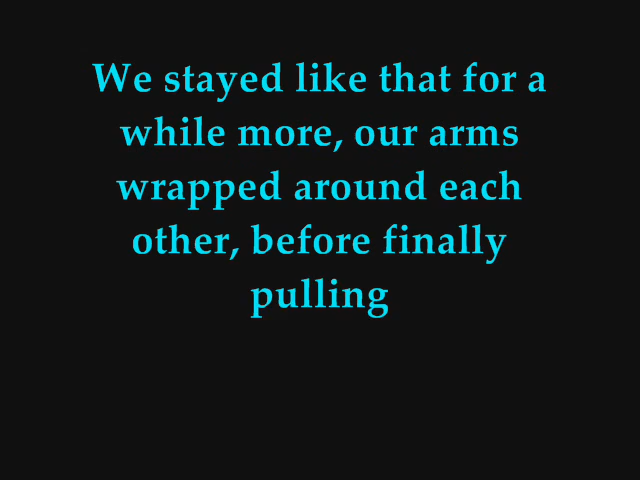 We stayed like that for a
while more, our arms
wrapped around each
other, before finally
pulling